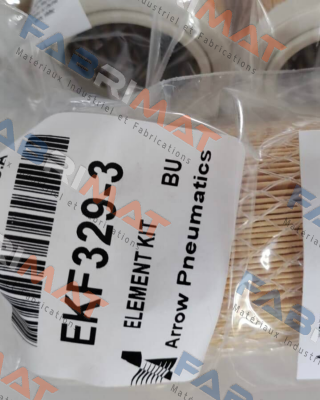 EKF329-3
ELEMENT KIT BU
Arrow Pneumatics
FABRIMAT
Matériaux Industriels et Fabrications